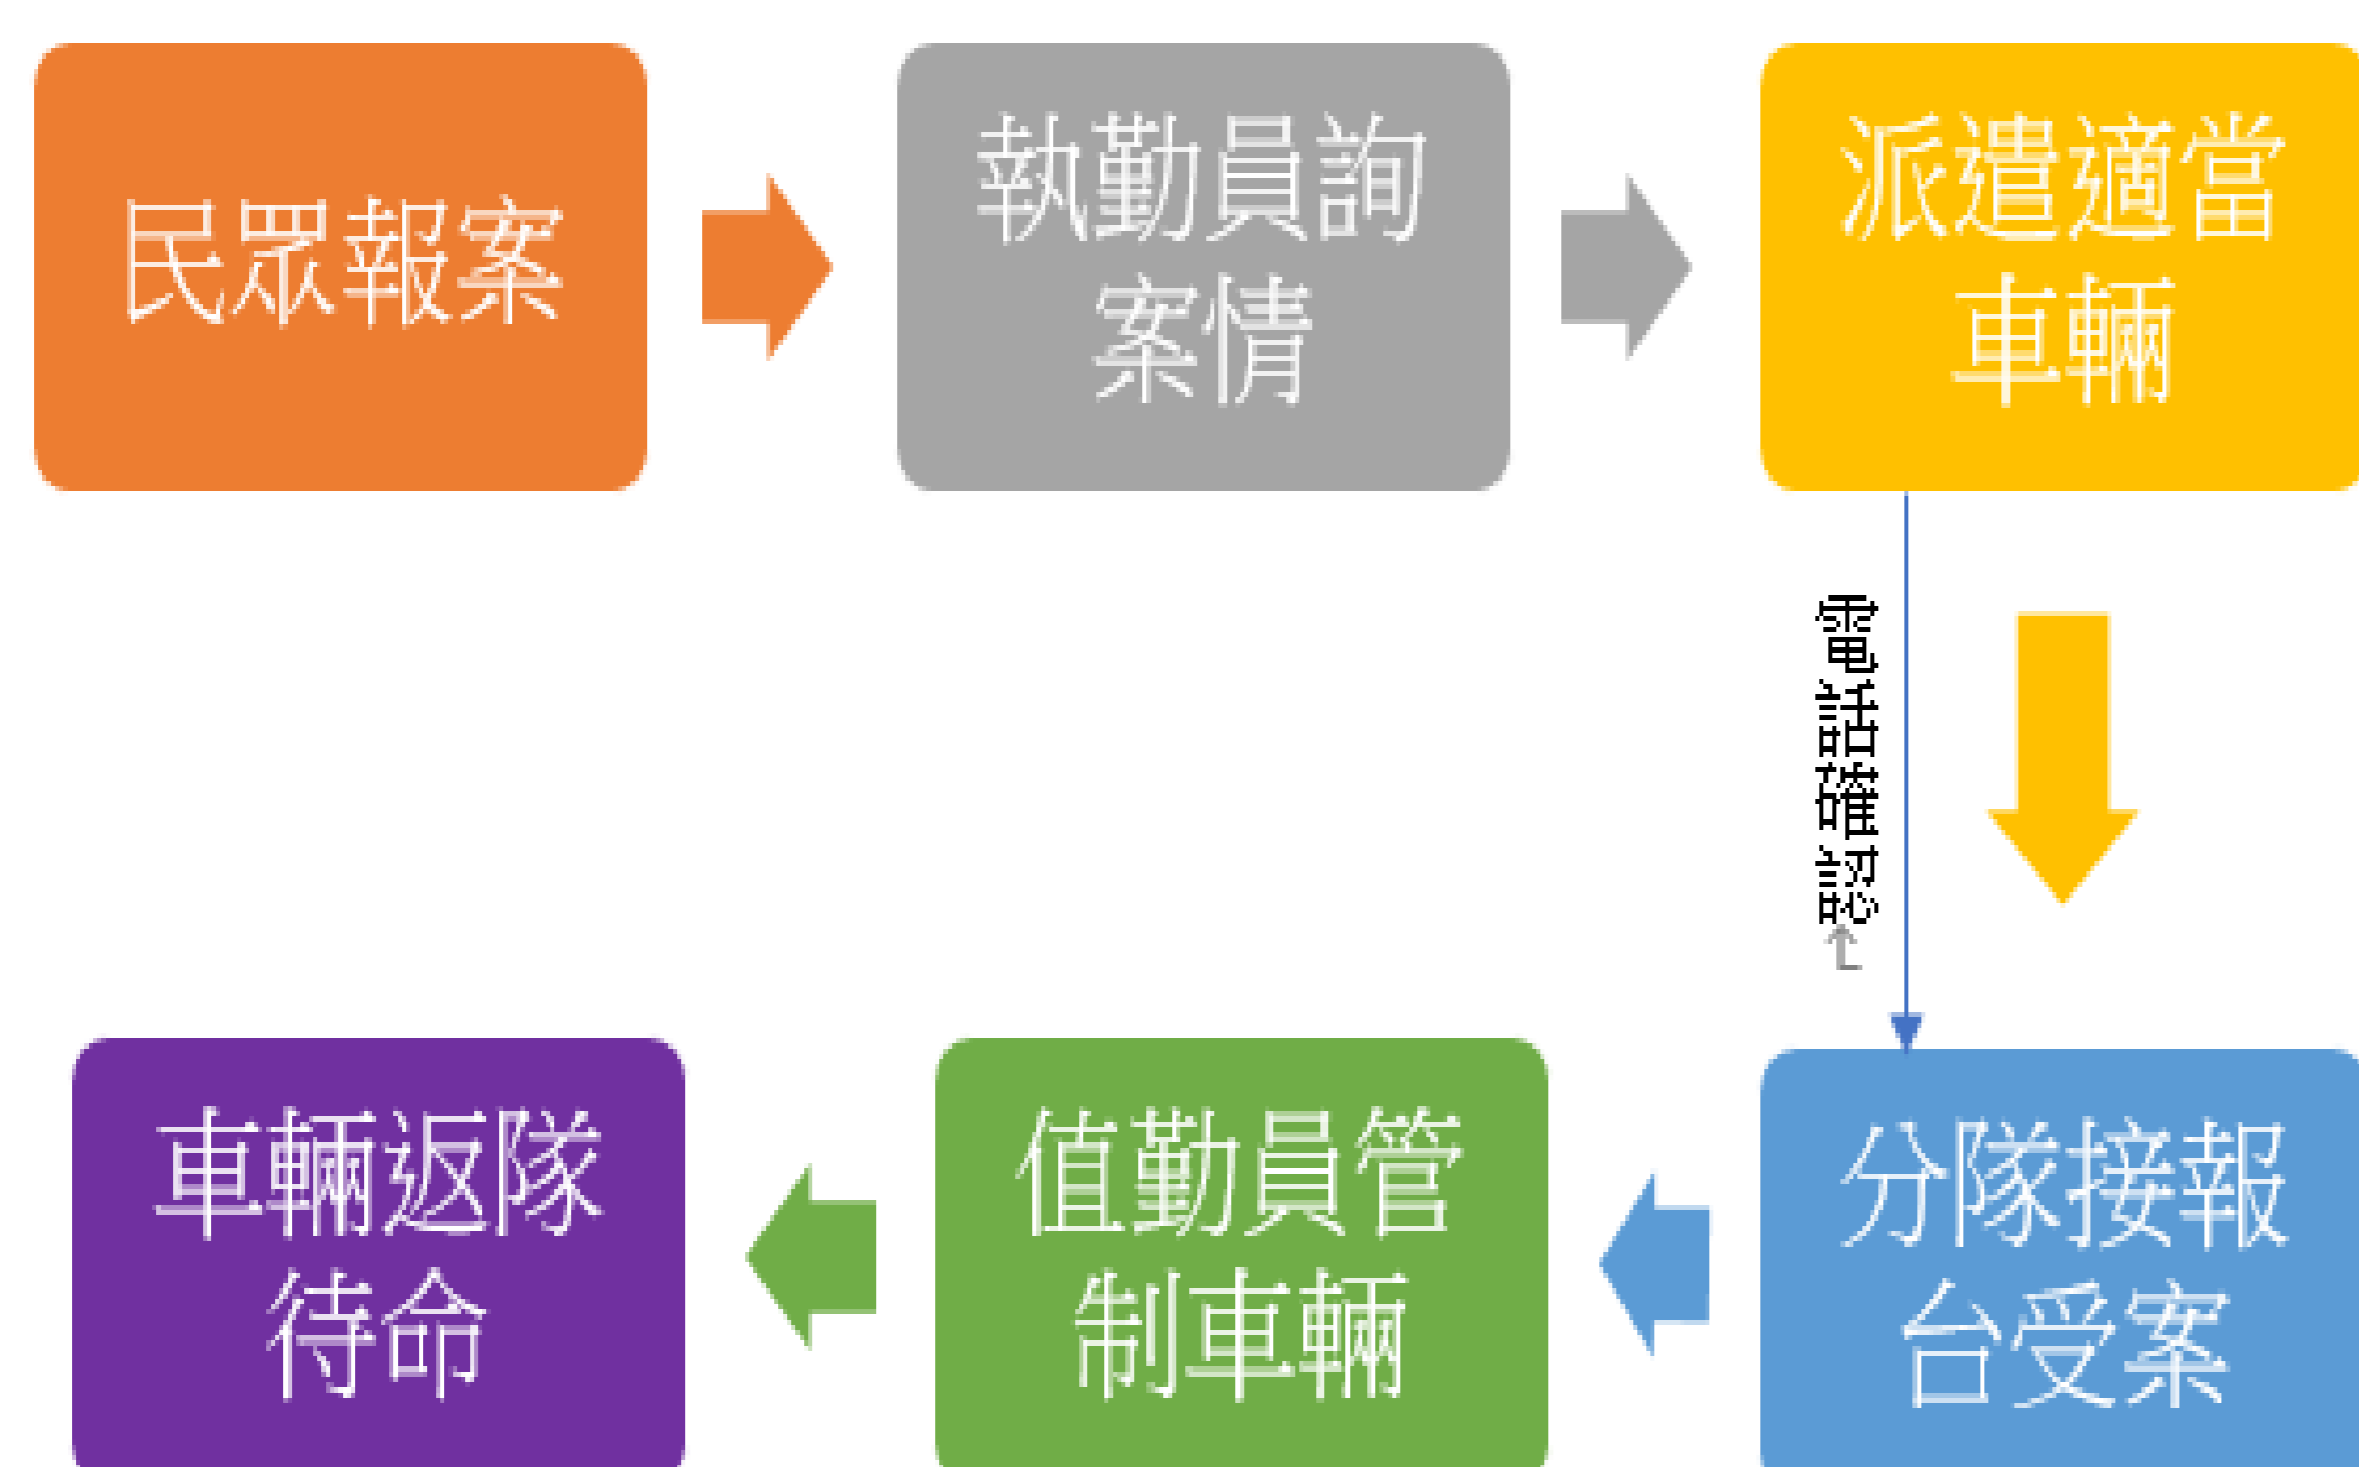 民眾報案
執勤員詢
案情
派遣適當
車輛
電話確認
分隊接報
台受案
值勤員管
制車輛
車輛返隊
待命